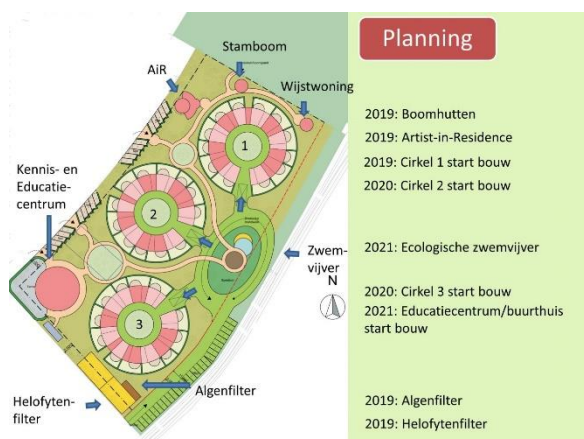 Stamboom
AiR
Wijstwoning
1
Kennis- en
Educatie-
centrum
2
Zwem-
vijver
N
3
Algenfilter
Helofyten-
filter
Planning
2019: Boomhutten
2019: Artist-in-Residence
2019: Cirkel 1 start bouw
2020: Cirkel 2 start bouw
2021: Ecologische zwemvijver
2020: Cirkel 3 start bouw
2021: Educatiecentrum/buurthuis
start bouw
2019: Algenfilter
2019: Helofytenfilter